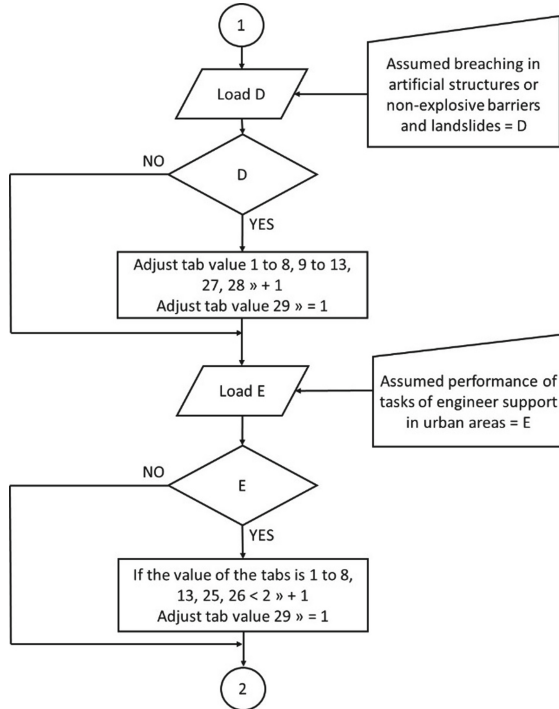 1
Load D
Assumed breaching in
artificial structures or
non-explosive barriers
and landslides = D
NO
D
YES
Adjust tab value 1 to 8, 9 to 13,
27, 28 » + 1
Adjust tab value 29 » = 1
Load E
Assumed performance of
tasks of engineer support
in urban areas = E
NO
E
YES
If the value of the tabs is 1 to 8,
13, 25, 26 < 2 » + 1
Adjust tab value 29 » = 1
2